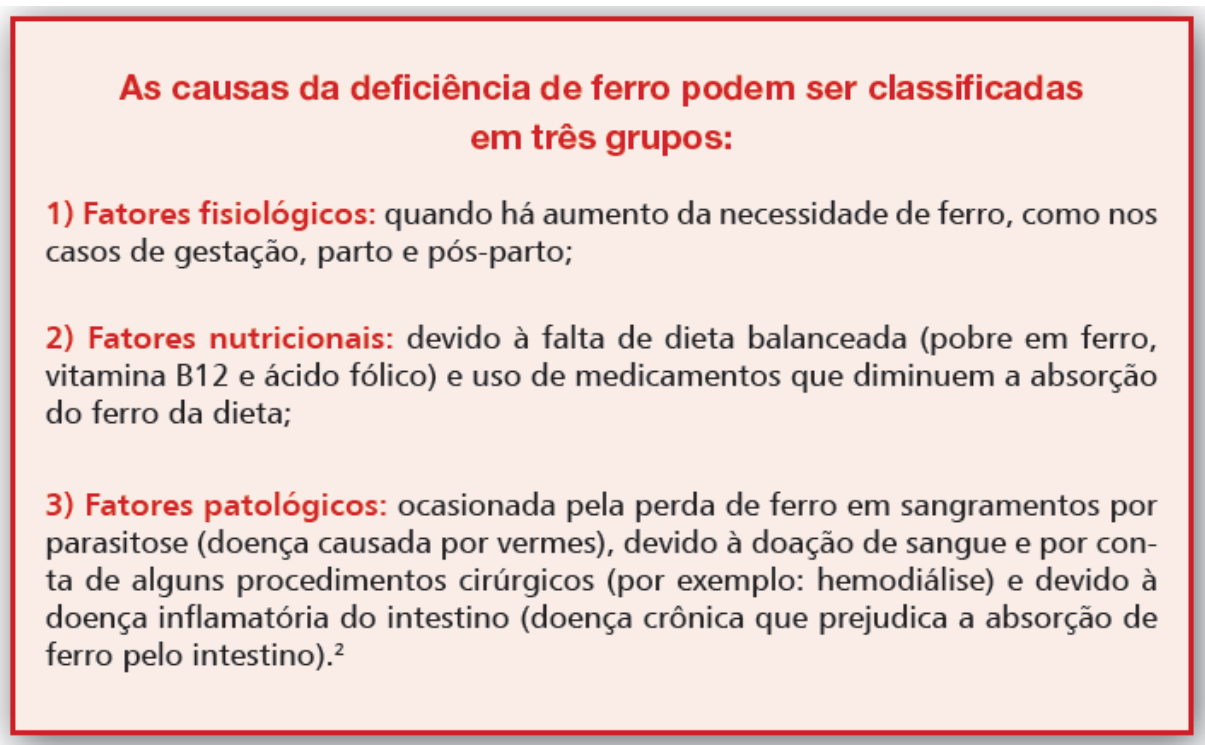 As causas da deficiência de ferro podem ser classificadas
em três grupos:
1) Fatores fisiológicos: quando há aumento da necessidade de ferro, como nos
casos de gestação, parto e pós-parto;
2) Fatores nutricionais: devido à falta de dieta balanceada (pobre em ferro,
vitamina B12 e ácido fólico) e uso de medicamentos que diminuem a absorção
do ferro da dieta;
3) Fatores patológicos: ocasionada pela perda de ferro em sangramentos por
parasitose (doença causada por vermes), devido à doação de sangue e por con-
ta de alguns procedimentos cirúrgicos (por exemplo: hemodiálise) e devido à
doença inflamatória do intestino (doença crônica que prejudica a absorção de
ferro pelo intestino).²